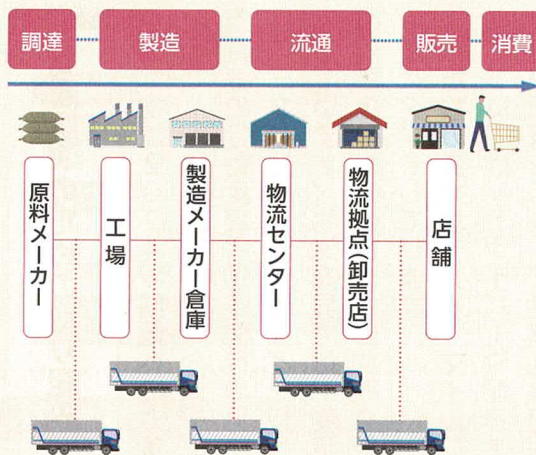 調達
製造
流通
販売
消費
原料メーカー
工場
製造メーカー倉庫
物流センター
物流拠点(卸売店)
店舗